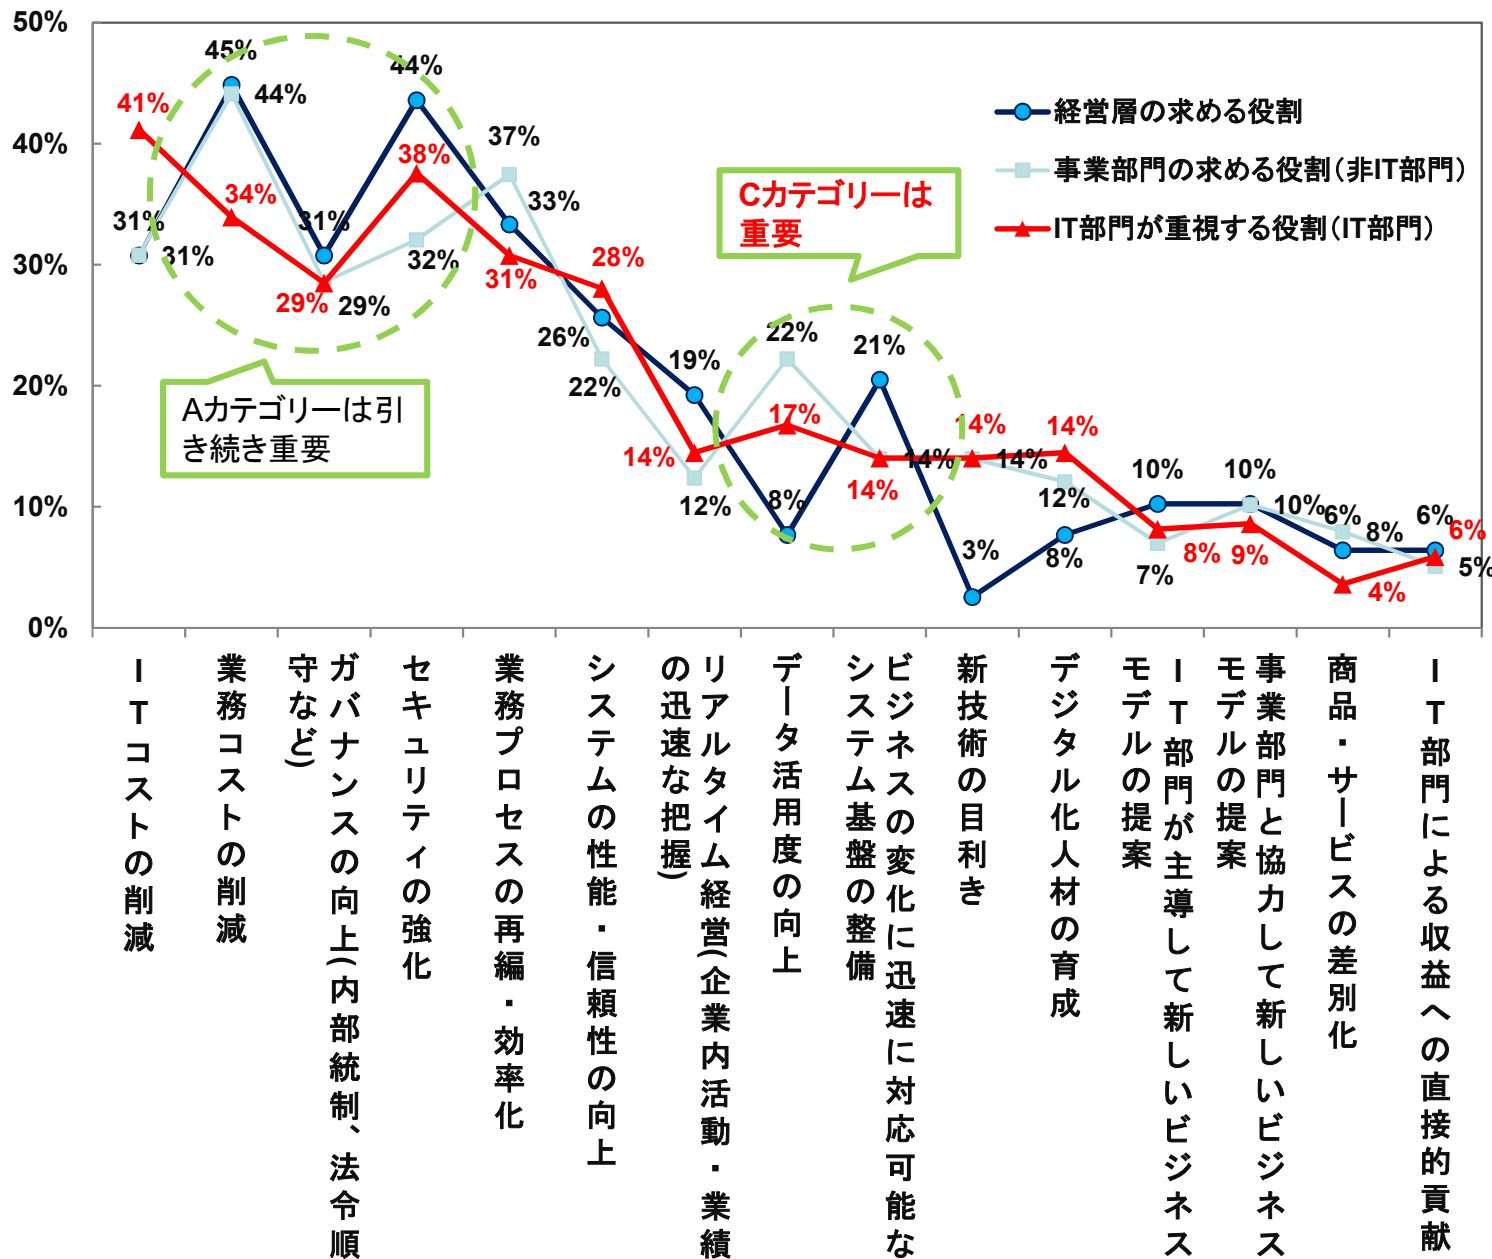 50%
40%
30%
20%
10%
0%
経営層の求める役割
事業部門の求める役割（非IT部門）
IT部門が重視する役割（IT部門）
Cカテゴリーは
重要
Aカテゴリーは引
き続き重要
41%
31%
31%
45%
44%
34%
31%
29%
29%
44%
38%
32%
37%
33%
31%
28%
26%
22%
19%
14%
12%
22%
17%
8%
21%
14%
14%
14%
14%
3%
14%
12%
8%
10%
8%
7%
10%
10%
9%
6%
8%
4%
6%
6%
5%
ITコストの削減
業務コストの削減
ガバナンスの向上(内部統制、法令順
守など)
セキュリティの強化
業務プロセスの再編・効率化
システムの性能・信頼性の向上
リアルタイム経営(企業内活動・業績
の迅速な把握)
データ活用度の向上
ビジネスの変化に迅速に対応可能な
システム基盤の整備
新技術の目利き
デジタル化人材の育成
IT部門が主導して新しいビジネス
モデルの提案
事業部門と協力して新しいビジネス
モデルの提案
商品・サービスの差別化
IT部門による収益への直接的貢献